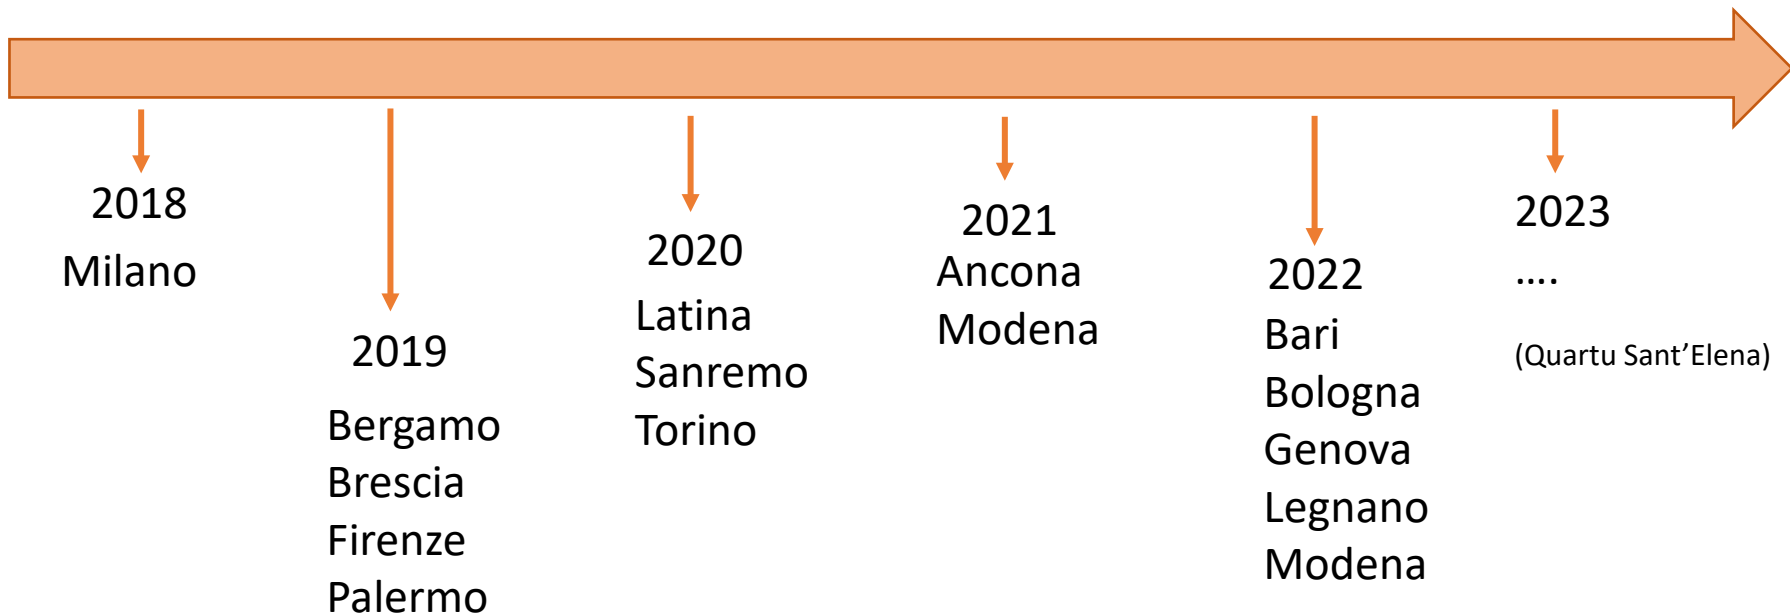 2018
Milano
2019
Bergamo
Brescia
Firenze
Palermo
2020
Latina
Sanremo
Torino
2021
Ancona
Modena
2022
Bari
Bologna
Genova
Legnano
Modena
2023
....
(Quartu Sant’Elena)